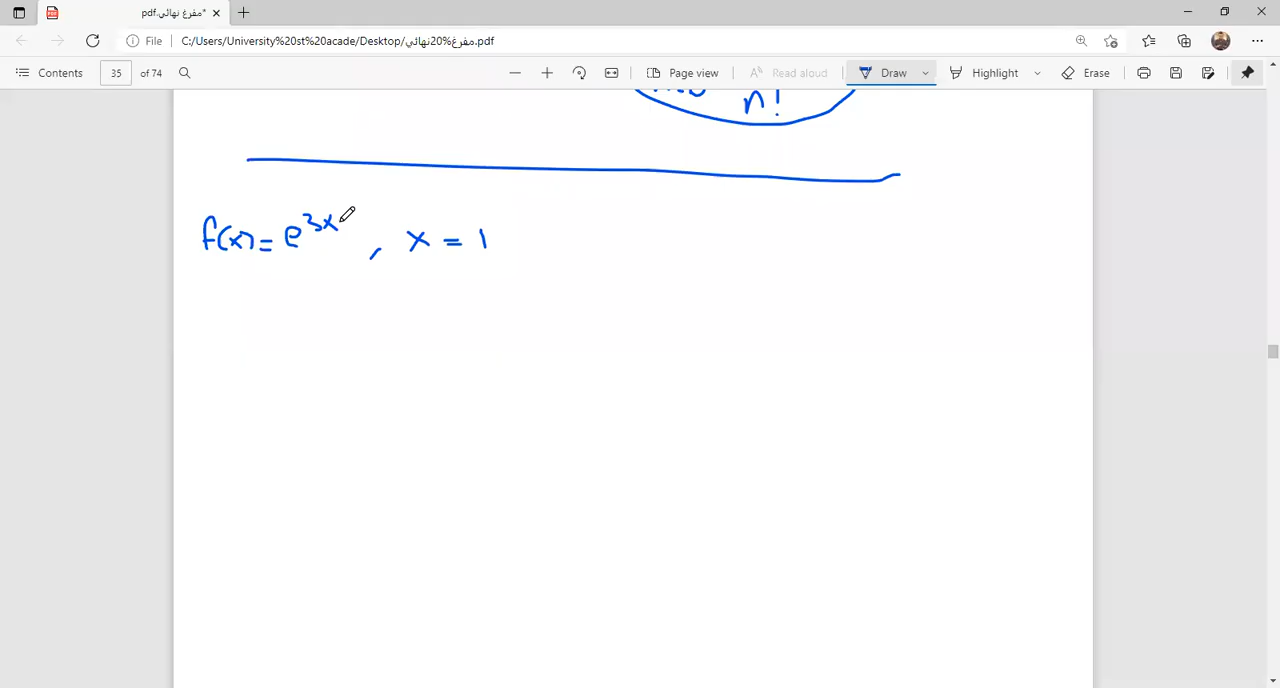 مفرغ نهائي.pdf*
File C:/Users/University%20st%20acade/Desktop/مفرغ%20نهائي.pdf
Contents 35 of 74 Page view Read aloud Draw Highlight Erase
n!
f(x) = e^{3x} , x = 1